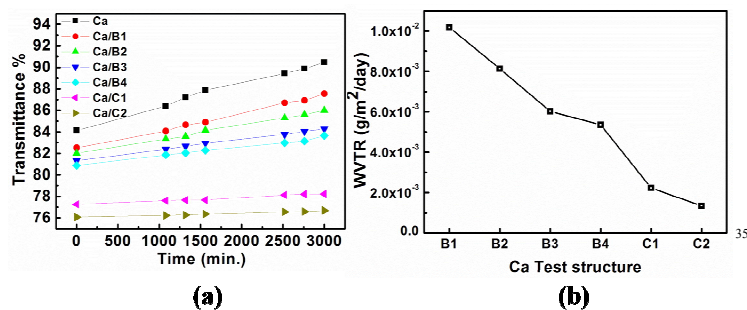 (a)
Transmittance %
94
92
90
88
86
84
82
80
78
76
Ca
Ca/B1
Ca/B2
Ca/B3
Ca/B4
Ca/C1
Ca/C2
0 500 1000 1500 2000 2500 3000
Time (min.)
(a)
(b)
WVTR (g/m²/day)
1.0x10⁻²
8.0x10⁻³
6.0x10⁻³
4.0x10⁻³
2.0x10⁻³
0.0
B1 B2 B3 B4 C1 C2
Ca Test structure
(b)
35